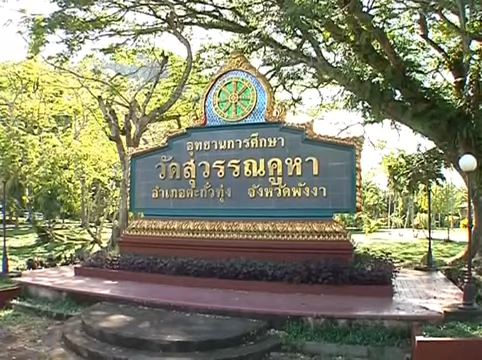 อุทยานการศึกษา
วัดสุวรรณคูหา
อำเภอตะกั่วทุ่ง จังหวัดพังงา